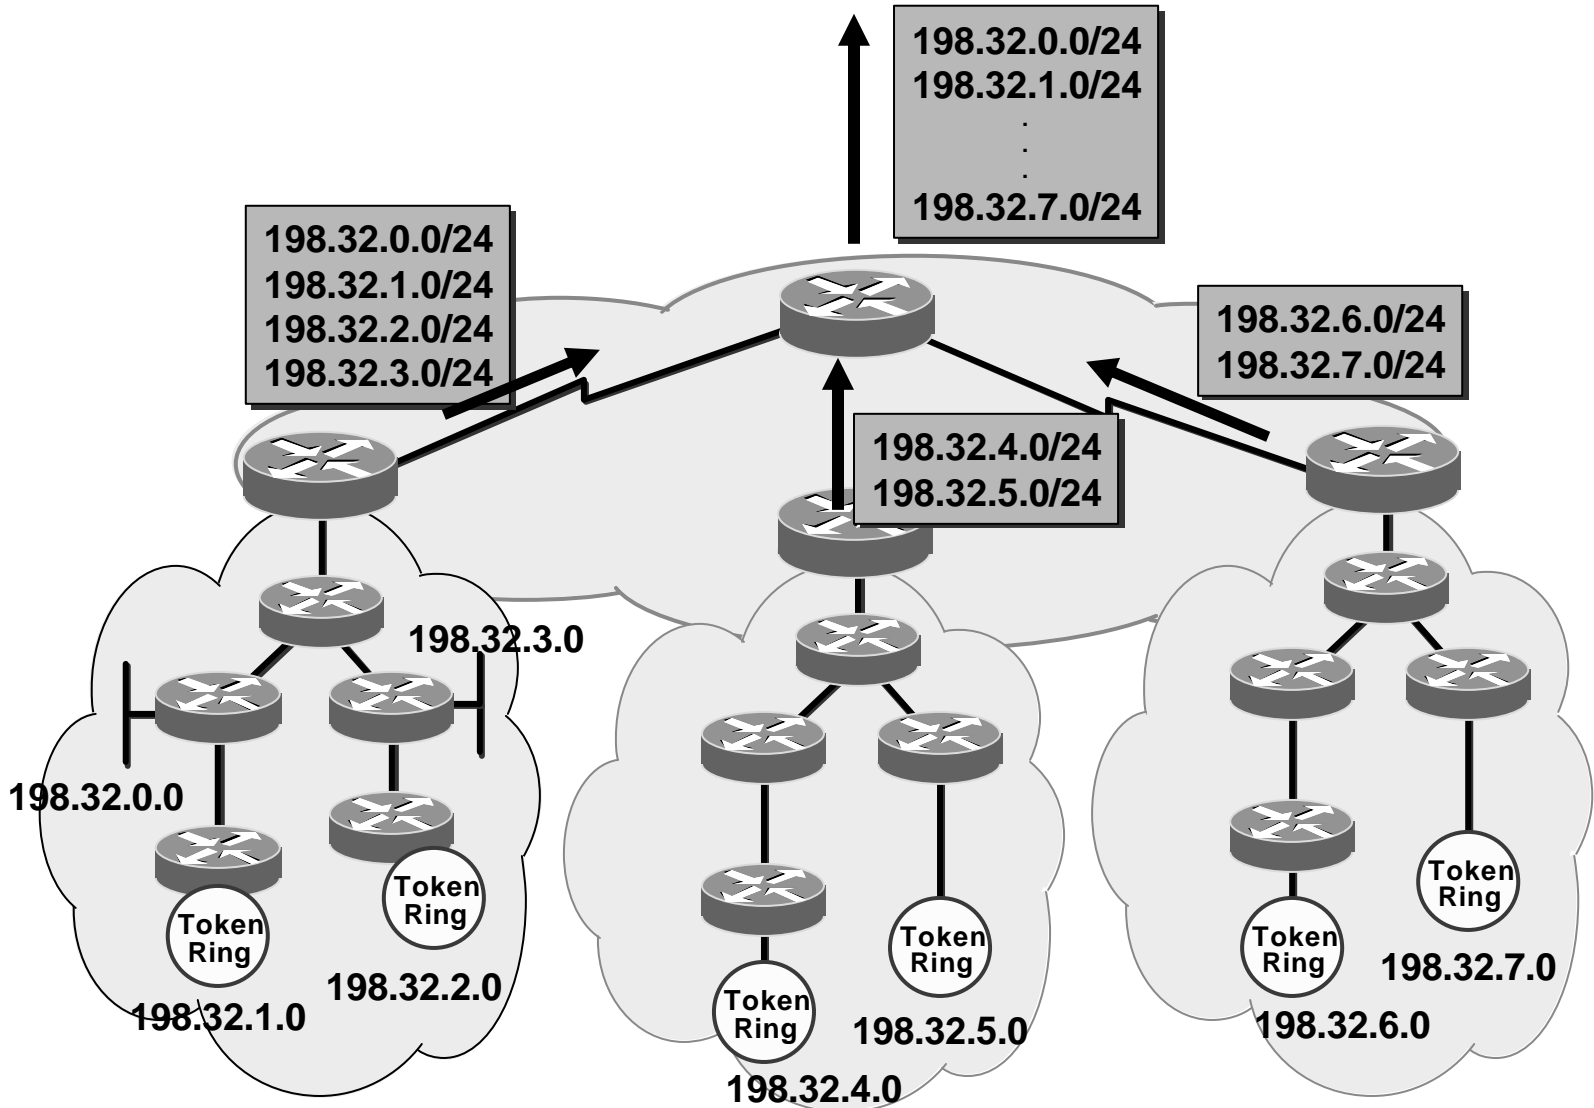 198.32.0.0/24
198.32.1.0/24
.
.
.
198.32.7.0/24
198.32.0.0/24
198.32.1.0/24
198.32.2.0/24
198.32.3.0/24
198.32.6.0/24
198.32.7.0/24
198.32.4.0/24
198.32.5.0/24
198.32.3.0
198.32.0.0
Token
Ring
198.32.1.0
Token
Ring
198.32.2.0
Token
Ring
198.32.4.0
Token
Ring
198.32.5.0
Token
Ring
198.32.6.0
Token
Ring
198.32.7.0